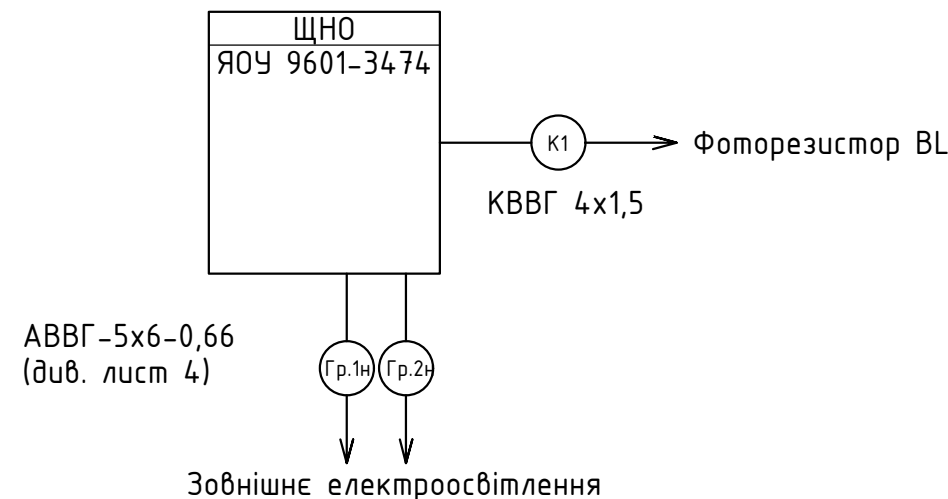 ЩНО
ЯОУ 9601-3474
К1
Фоторезистор BL
КВВГ 4х1,5
АВВГ-5х6-0,66
(див. лист 4)
Гр.1н
Гр.2н
Зовнішнє електроосвітлення